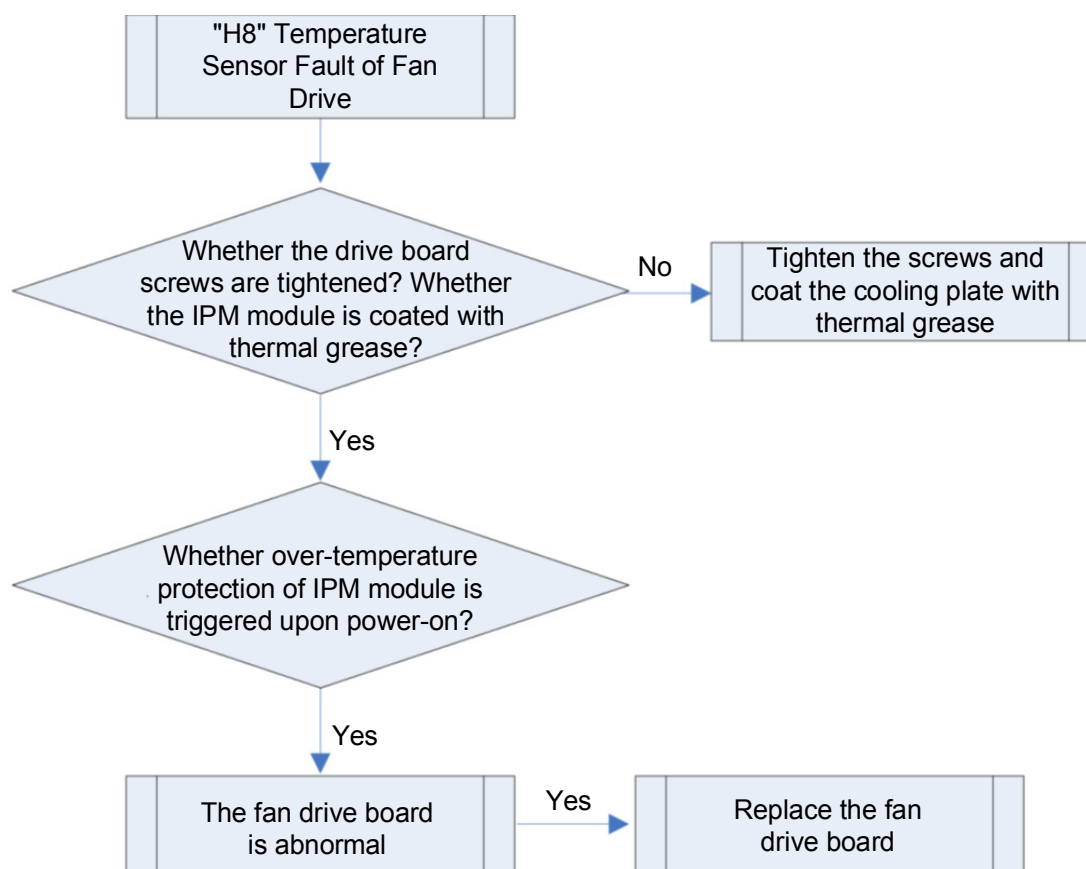 "H8" Temperature
Sensor Fault of Fan
Drive
Whether the drive board
screws are tightened? Whether
the IPM module is coated with
thermal grease?
No
Tighten the screws and
coat the cooling plate with
thermal grease
Yes
Whether over-temperature
protection of IPM module is
triggered upon power-on?
Yes
The fan drive board
is abnormal
Yes
Replace the fan
drive board